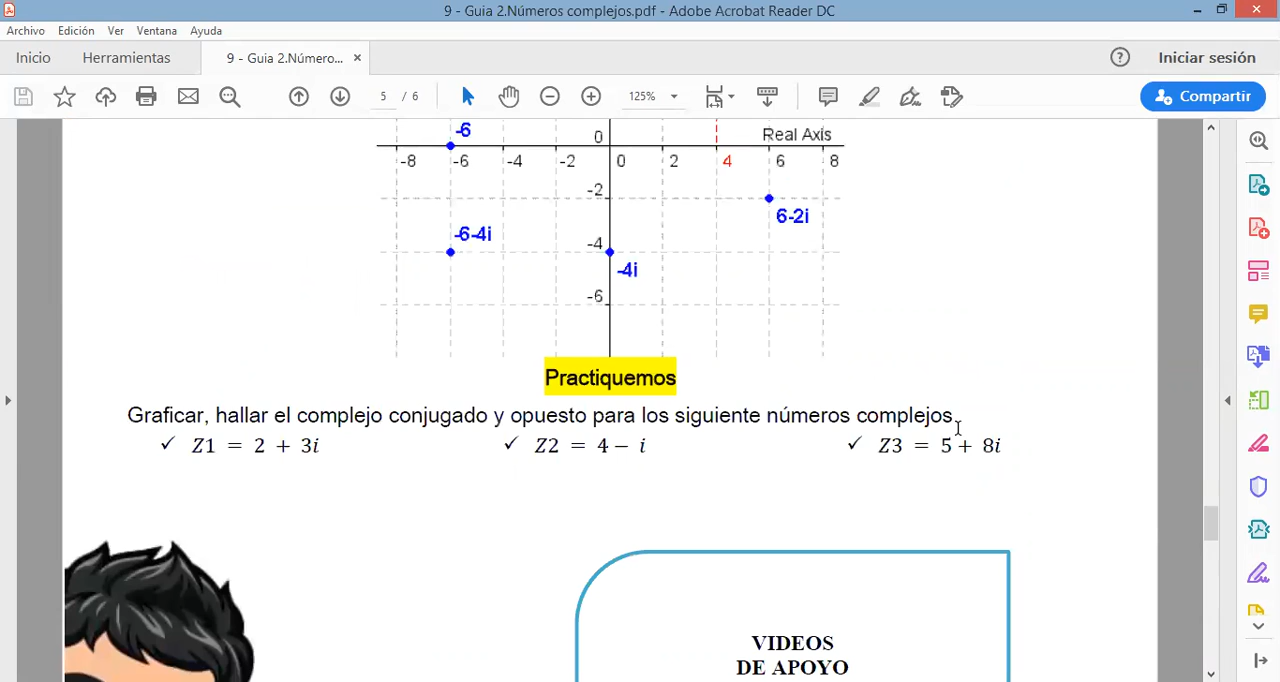 9 - Guia 2.Números complejos.pdf - Adobe Acrobat Reader DC
Archivo Edición Ver Ventana Ayuda
Inicio Herramientas 9 - Guia 2.Número... × Iniciar sesión
5 / 6 125% Compartir
-6 0 Real Axis
-8 -6 -4 -2 0 2 4 6 8
-2
6-2i
-6-4i
-4
-4i
-6
Practiquemos
Graficar, hallar el complejo conjugado y opuesto para los siguiente números complejos.
✓ Z1 = 2 + 3i ✓ Z2 = 4 − i ✓ Z3 = 5 + 8i
VIDEOS
DE APOYO